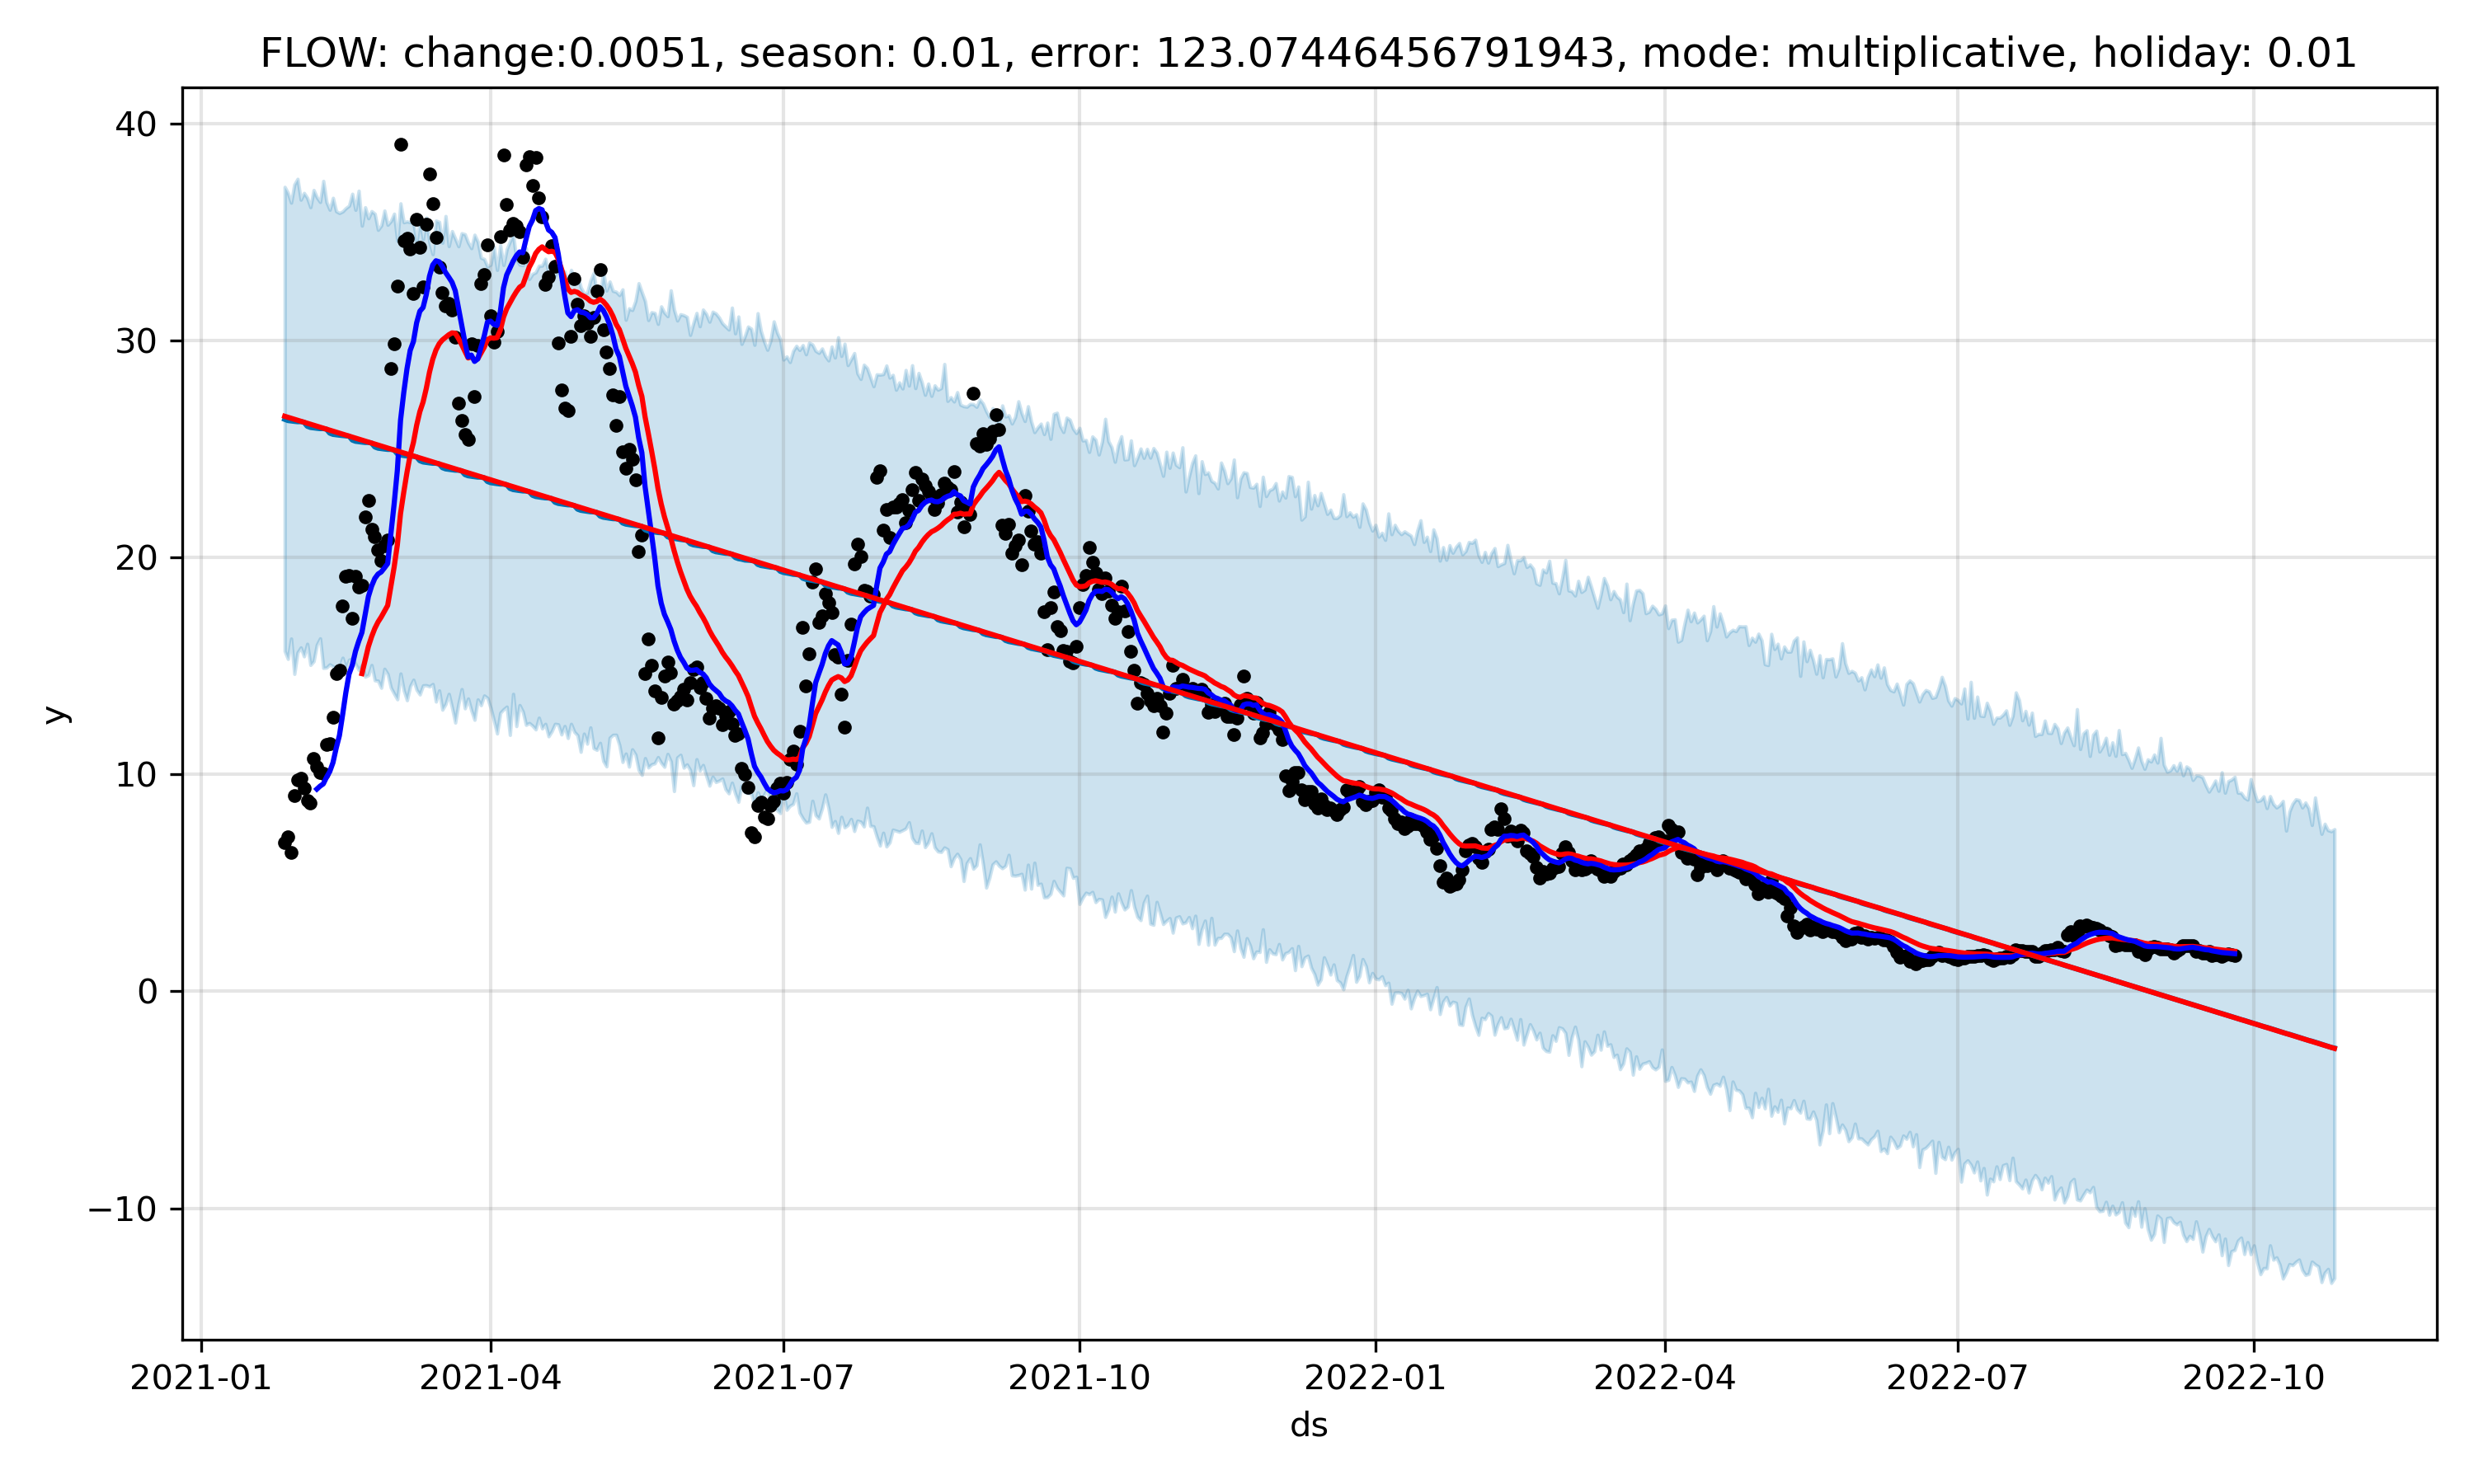 FLOW: change:0.0051, season: 0.01, error: 123.07446456791943, mode: multiplicative, holiday: 0.01
40
30
20
10
0
−10
y
2021-01 2021-04 2021-07 2021-10 2022-01 2022-04 2022-07 2022-10
ds